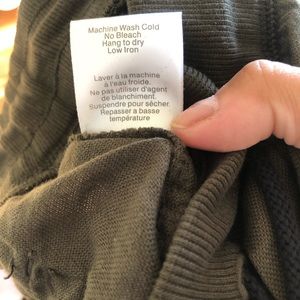 Machine Wash Cold
No Bleach
Hang to dry
Low Iron
Laver à la machine
à l'eau froide.
Ne pas utiliser d'agent
de blanchiment.
Suspendre pour sécher.
Repasser a basse
température